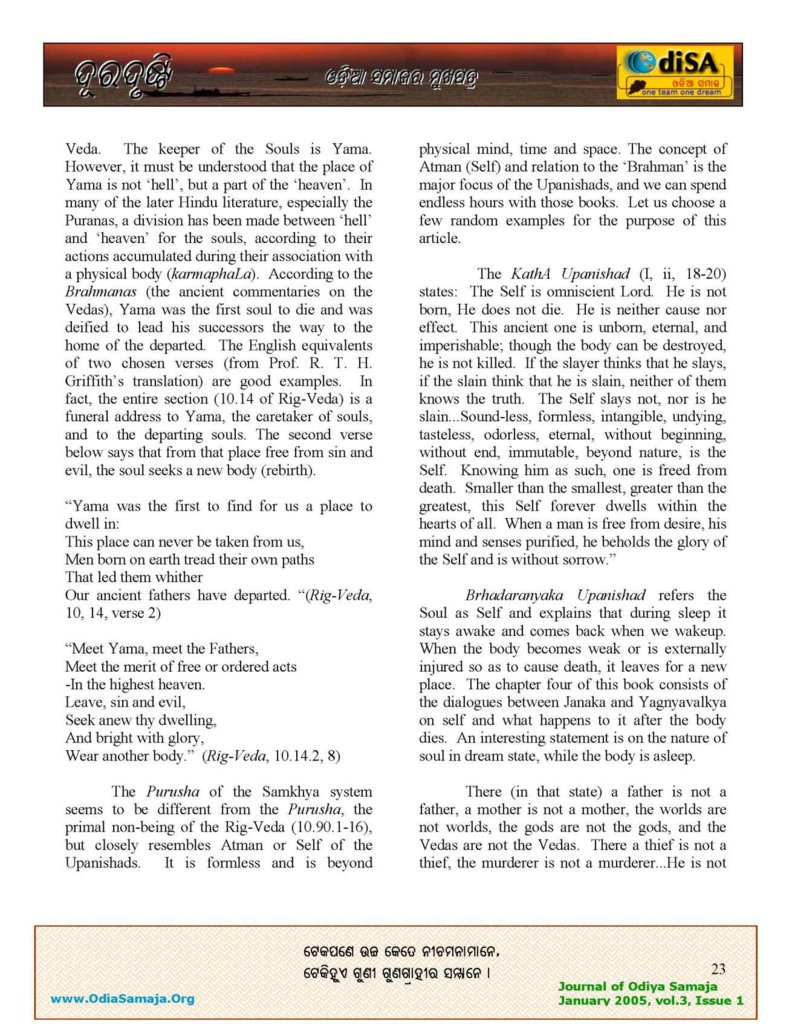 ଦୂରଦୃଷ୍ଟି
ଓଡ଼ିଆ ସମାଜର ମୁଖପତ୍ର
OdiSA
ଓଡିଆ ସମାଜ
one team one dream
Veda. The keeper of the Souls is Yama.
However, it must be understood that the place of
Yama is not ‘hell’, but a part of the ‘heaven’. In
many of the later Hindu literature, especially the
Puranas, a division has been made between ‘hell’
and ‘heaven’ for the souls, according to their
actions accumulated during their association with
a physical body (karmaphaLa). According to the
Brahmanas (the ancient commentaries on the
Vedas), Yama was the first soul to die and was
deified to lead his successors the way to the
home of the departed. The English equivalents
of two chosen verses (from Prof. R. T. H.
Griffith’s translation) are good examples. In
fact, the entire section (10.14 of Rig-Veda) is a
funeral address to Yama, the caretaker of souls,
and to the departing souls. The second verse
below says that from that place free from sin and
evil, the soul seeks a new body (rebirth).
“Yama was the first to find for us a place to
dwell in:
This place can never be taken from us,
Men born on earth tread their own paths
That led them whither
Our ancient fathers have departed. “(Rig-Veda,
10, 14, verse 2)
“Meet Yama, meet the Fathers,
Meet the merit of free or ordered acts
-In the highest heaven.
Leave, sin and evil,
Seek anew thy dwelling,
And bright with glory,
Wear another body.” (Rig-Veda, 10.14.2, 8)
The Purusha of the Samkhya system
seems to be different from the Purusha, the
primal non-being of the Rig-Veda (10.90.1-16),
but closely resembles Atman or Self of the
Upanishads. It is formless and is beyond
physical mind, time and space. The concept of
Atman (Self) and relation to the ‘Brahman’ is the
major focus of the Upanishads, and we can spend
endless hours with those books. Let us choose a
few random examples for the purpose of this
article.
The KathA Upanishad (I, ii, 18-20)
states: The Self is omniscient Lord. He is not
born, He does not die. He is neither cause nor
effect. This ancient one is unborn, eternal, and
imperishable; though the body can be destroyed,
he is not killed. If the slayer thinks that he slays,
if the slain think that he is slain, neither of them
knows the truth. The Self slays not, nor is he
slain...Sound-less, formless, intangible, undying,
tasteless, odorless, eternal, without beginning,
without end, immutable, beyond nature, is the
Self. Knowing him as such, one is freed from
death. Smaller than the smallest, greater than the
greatest, this Self forever dwells within the
hearts of all. When a man is free from desire, his
mind and senses purified, he beholds the glory of
the Self and is without sorrow.”
Brhadaranyaka Upanishad refers the
Soul as Self and explains that during sleep it
stays awake and comes back when we wakeup.
When the body becomes weak or is externally
injured so as to cause death, it leaves for a new
place. The chapter four of this book consists of
the dialogues between Janaka and Yagnyavalkya
on self and what happens to it after the body
dies. An interesting statement is on the nature of
soul in dream state, while the body is asleep.
There (in that state) a father is not a
father, a mother is not a mother, the worlds are
not worlds, the gods are not the gods, and the
Vedas are not the Vedas. There a thief is not a
thief, the murderer is not a murderer...He is not
ଟେକପଣେ ଉଚ୍ଚ କେତେ ନୀଚମନାମାନେ,
ଟେକିହୁଏ ଗୁଣୀ ଗୁଣଗ୍ରାହୀର ସମ୍ମାନେ ।
23
www.OdiaSamaja.Org
Journal of Odiya Samaja
January 2005, vol.3, Issue 1